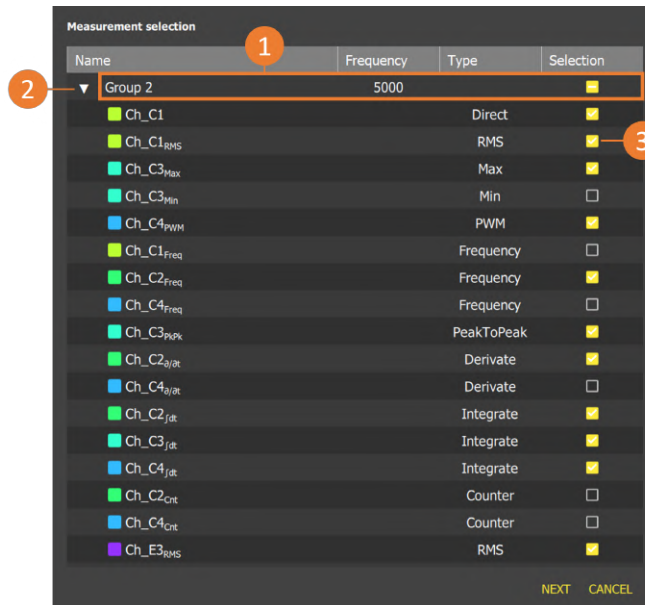 Measurement selection
1
Name Frequency Type Selection
2
Group 2 5000
Ch_C1 Direct
Ch_C1RMS RMS
3
Ch_C3Max Max
Ch_C3Min Min
Ch_C4PWM PWM
Ch_C1Freq Frequency
Ch_C2Freq Frequency
Ch_C4Freq Frequency
Ch_C3PkPk PeakToPeak
Ch_C2∂/∂t Derivate
Ch_C4∂/∂t Derivate
Ch_C2∫dt Integrate
Ch_C3∫dt Integrate
Ch_C4∫dt Integrate
Ch_C2Cnt Counter
Ch_C4Cnt Counter
Ch_E3RMS RMS
NEXT CANCEL